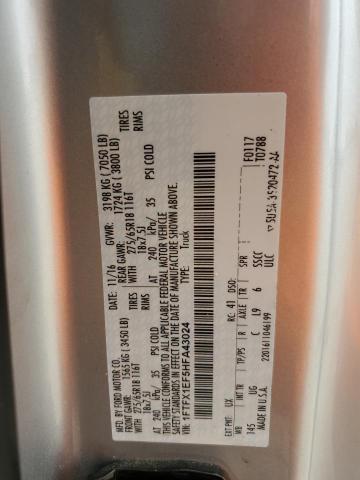 MFD. BY FORD MOTOR CO.
DATE: 11/16 GVWR: 3198 KG ( 7050 LB)
FRONT GAWR: 1565 KG ( 3450 LB) REAR GAWR: 1724 KG ( 3800 LB)
WITH 275/65R18 116T TIRES WITH 275/65R18 116T TIRES
18x7.5J RIMS 18x7.5J RIMS
AT 240 kPa/ 35 PSI COLD AT 240 kPa/ 35 PSI COLD
THIS VEHICLE CONFORMS TO ALL APPLICABLE FEDERAL MOTOR VEHICLE
SAFETY STANDARDS IN EFFECT ON THE DATE OF MANUFACTURE SHOWN ABOVE.
VIN: 1FTFX1EF5HFA43024 Truck
F0117
T0788
EXT PNT: UX RC: 41 DSO:
WB INT TR TP/PS R AXLE TR SPR
145 UG C L9 6 SSCC
2201611046199 ULC
MADE IN U.S.A.